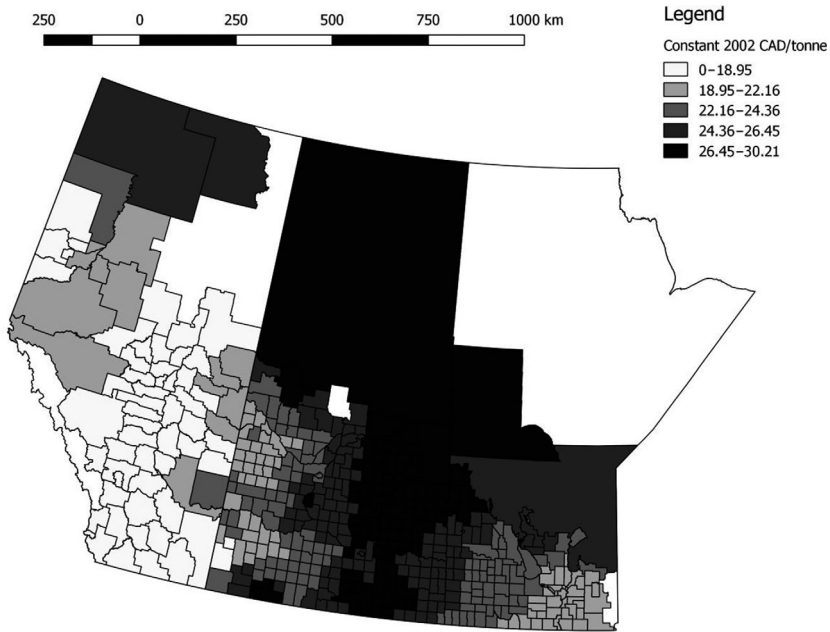 250 0 250 500 750 1000 km
Legend
Constant 2002 CAD/tonne
0–18.95
18.95–22.16
22.16–24.36
24.36–26.45
26.45–30.21